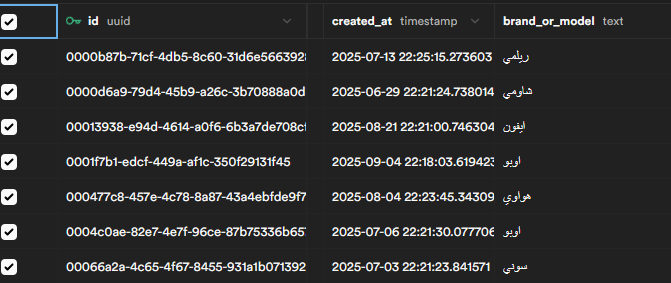 id uuid created_at timestamp brand_or_model text
0000b87b-71cf-4db5-8c60-31d6e5663928 2025-07-13 22:25:15.273603 ريلمي
0000d6a9-79d4-45b9-a26c-3b70888a0d 2025-06-29 22:21:24.738014 شاومي
00013938-e94d-4614-a0f6-6b3a7de708cf 2025-08-21 22:21:00.746304 ايفون
0001f7b1-edcf-449a-af1c-350f29131f45 2025-09-04 22:18:03.619423 اوبو
000477c8-457e-4c78-8a87-43a4ebfde9f7 2025-08-04 22:23:45.34309 هواوي
0004c0ae-82e7-4e7f-96ce-87b75336b657 2025-07-06 22:21:30.077706 اوبو
00066a2a-4c65-4f67-8455-931a1b071392 2025-07-03 22:21:23.841571 سوني